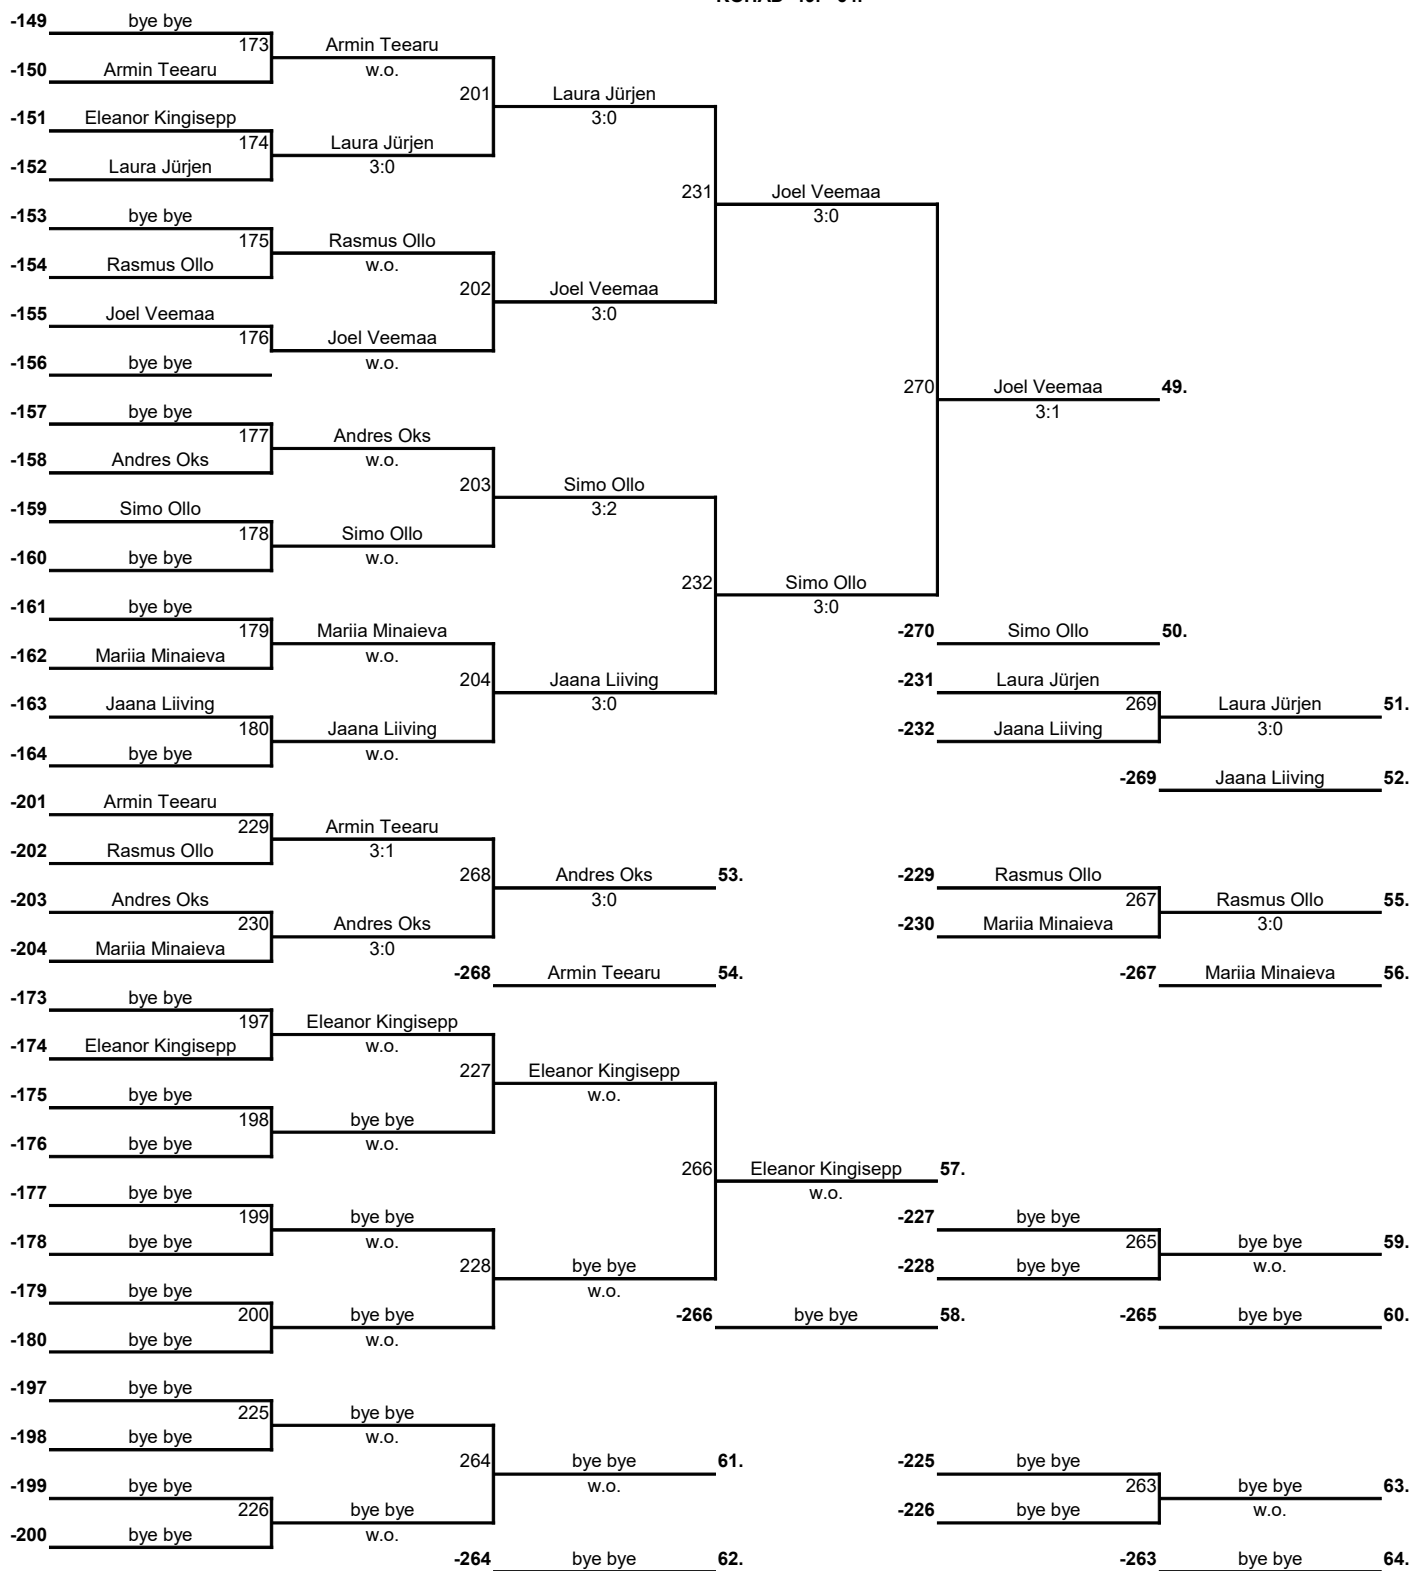 -149 bye bye
173 Armin Teearu
-150 Armin Teearu w.o.
201 Laura Jürjen
-151 Eleanor Kingisepp 3:0
174 Laura Jürjen
-152 Laura Jürjen 3:0
231 Joel Veemaa
-153 bye bye 3:0
175 Rasmus Ollo
-154 Rasmus Ollo w.o.
202 Joel Veemaa
-155 Joel Veemaa 3:0
176 Joel Veemaa
-156 bye bye w.o.
270 Joel Veemaa 49.
-157 bye bye 3:1
177 Andres Oks
-158 Andres Oks w.o.
203 Simo Ollo
-159 Simo Ollo 3:2
178 Simo Ollo
-160 bye bye w.o.
232 Simo Ollo
-161 bye bye 3:0
179 Mariia Minaieva -270 Simo Ollo 50.
-162 Mariia Minaieva w.o.
204 Jaana Liiving -231 Laura Jürjen
-163 Jaana Liiving 3:0 269 Laura Jürjen 51.
180 Jaana Liiving -232 Jaana Liiving 3:0
-164 bye bye w.o.
-269 Jaana Liiving 52.
-201 Armin Teearu
229 Armin Teearu
-202 Rasmus Ollo 3:1
268 Andres Oks 53. -229 Rasmus Ollo
-203 Andres Oks 3:0 267 Rasmus Ollo 55.
230 Andres Oks -230 Mariia Minaieva 3:0
-204 Mariia Minaieva 3:0
-268 Armin Teearu 54. -267 Mariia Minaieva 56.
-173 bye bye
197 Eleanor Kingisepp
-174 Eleanor Kingisepp w.o.
227 Eleanor Kingisepp
-175 bye bye w.o.
198 bye bye
-176 bye bye w.o.
266 Eleanor Kingisepp 57.
-177 bye bye w.o.
199 bye bye -227 bye bye
-178 bye bye w.o. 265 bye bye 59.
228 bye bye -228 bye bye w.o.
-179 bye bye w.o.
200 bye bye -266 bye bye 58. -265 bye bye 60.
-180 bye bye w.o.
-197 bye bye
225 bye bye
-198 bye bye w.o.
264 bye bye 61. -225 bye bye
-199 bye bye w.o. 263 bye bye 63.
226 bye bye -226 bye bye w.o.
-200 bye bye w.o.
-264 bye bye 62. -263 bye bye 64.